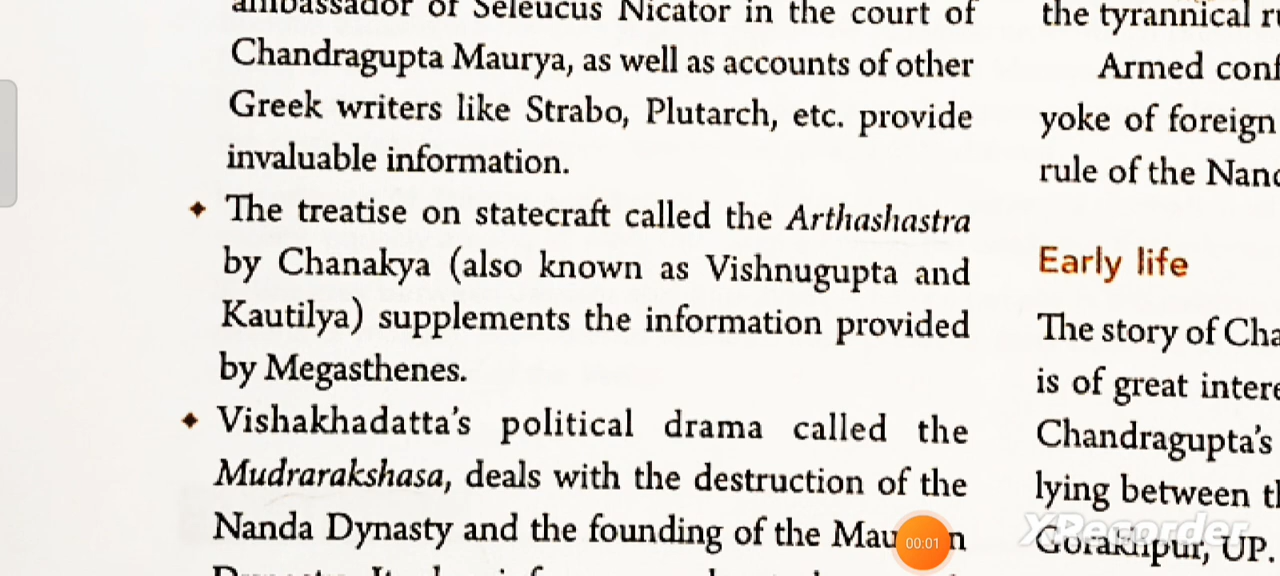 ambassador of Seleucus Nicator in the court of
Chandragupta Maurya, as well as accounts of other
Greek writers like Strabo, Plutarch, etc. provide
invaluable information.
The treatise on statecraft called the Arthashastra
by Chanakya (also known as Vishnugupta and
Kautilya) supplements the information provided
by Megasthenes.
Vishakhadatta's political drama called the
Mudrarakshasa, deals with the destruction of the
Nanda Dynasty and the founding of the
the tyrannical
Armed
yoke of foreign
rule of the
Early life
The story of
is of great
Chandragupta's
lying between
Gorakhpur, UP.
XRecorder
00:01